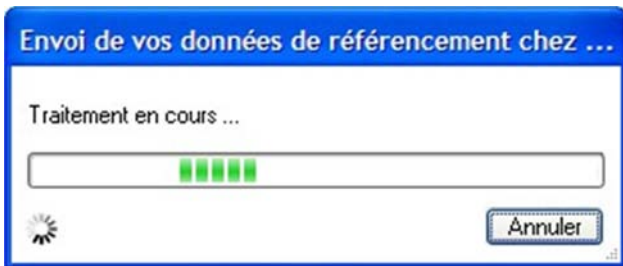 Envoi de vos données de référencement chez ...
Traitement en cours ...
Annuler